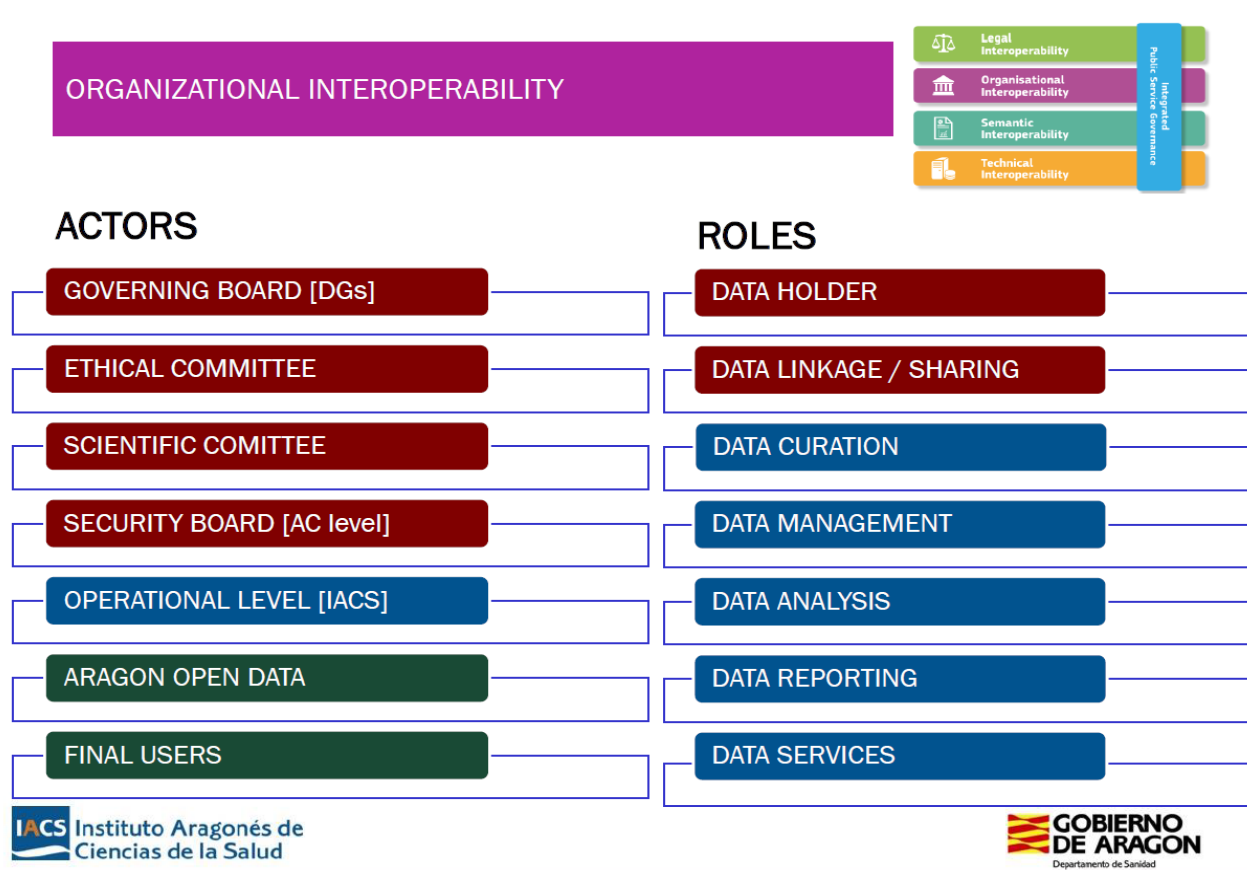 ORGANIZATIONAL INTEROPERABILITY
Legal
Interoperability
Organisational
Interoperability
Semantic
Interoperability
Technical
Interoperability
Integrated
Public Service Governance
ACTORS
GOVERNING BOARD [DGs]
ETHICAL COMMITTEE
SCIENTIFIC COMITTEE
SECURITY BOARD [AC level]
OPERATIONAL LEVEL [IACS]
ARAGON OPEN DATA
FINAL USERS
ROLES
DATA HOLDER
DATA LINKAGE / SHARING
DATA CURATION
DATA MANAGEMENT
DATA ANALYSIS
DATA REPORTING
DATA SERVICES
IACS Instituto Aragonés de
Ciencias de la Salud
GOBIERNO
DE ARAGON
Departamento de Sanidad